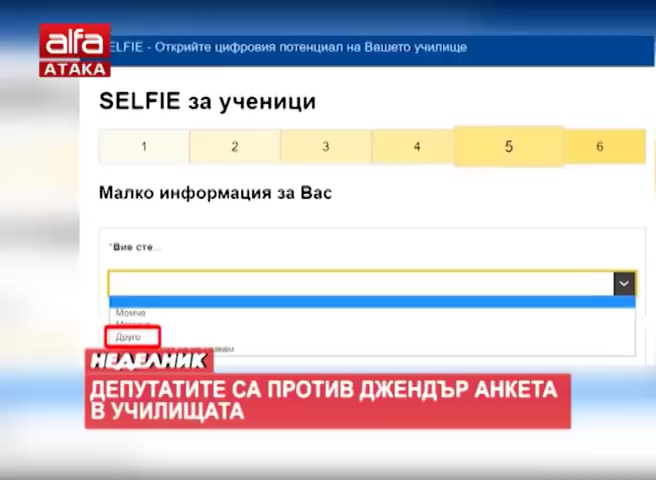 alfa
АТАКА
ELFIE - Открийте цифровия потенциал на Вашето училище
SELFIE за ученици
1 2 3 4 5 6
Малко информация за Вас
*Вие сте...
Момче
Друго
НЕДЕЛНИК
ДЕПУТАТИТЕ СА ПРОТИВ ДЖЕНДЪР АНКЕТА
В УЧИЛИЩАТА